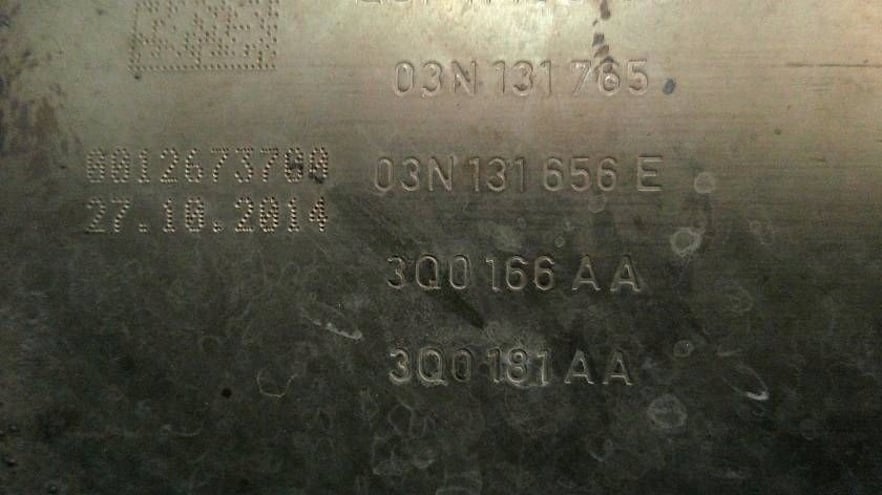 03N 131 765
0012673700
27.10.2014
03N 131 656 E
3Q0 166 AA
3Q0 181 AA